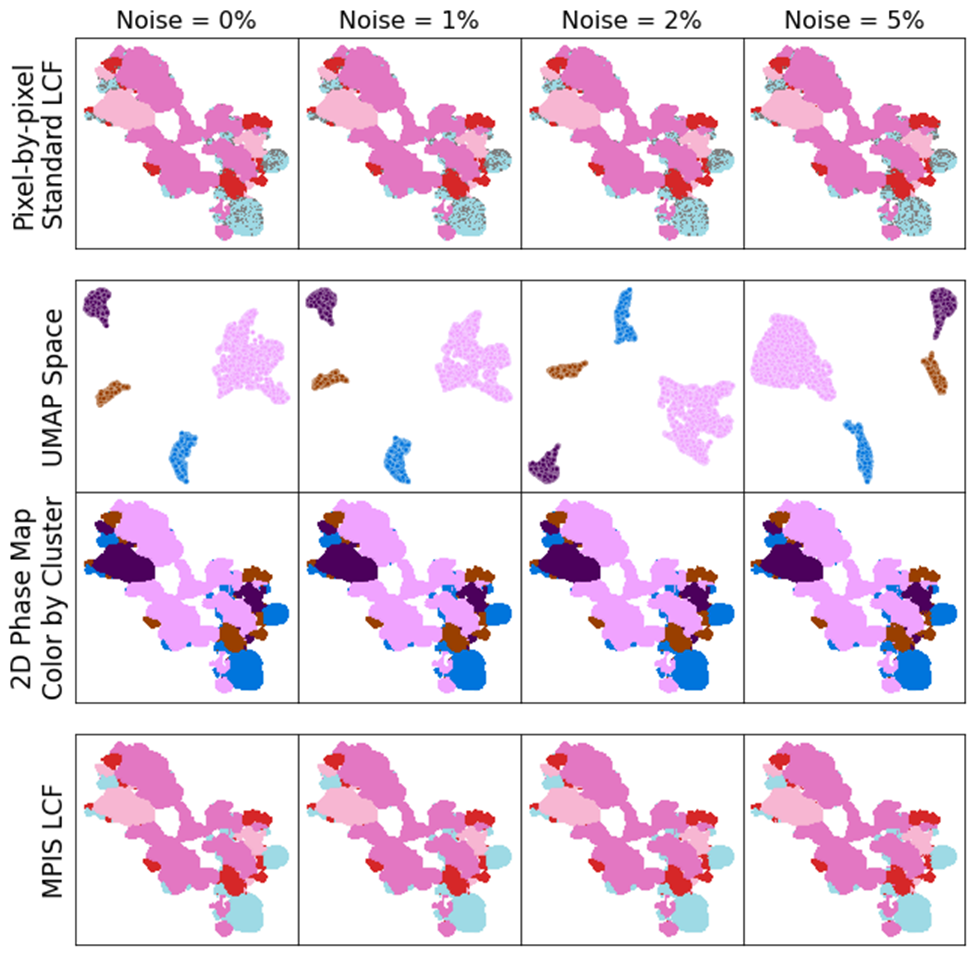 Noise = 0%
Noise = 1%
Noise = 2%
Noise = 5%
Pixel-by-pixel
Standard LCF
UMAP Space
2D Phase Map
Color by Cluster
MPIS LCF